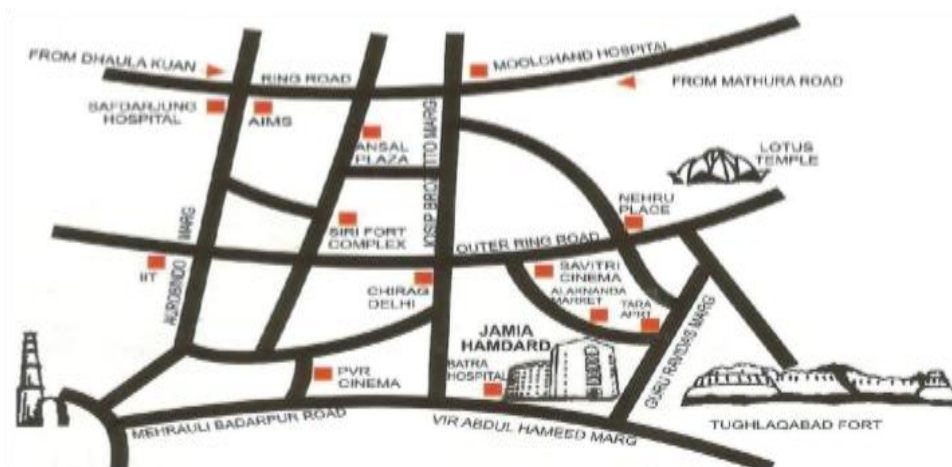 FROM DHAULA KUAN
RING ROAD
MOOLCHAND HOSPITAL
FROM MATHURA ROAD
SAFDARJUNG
HOSPITAL
AIMS
ANSAL
PLAZA
JOSIP BROZ TITO MARG
LOTUS
TEMPLE
NEHRU
PLACE
AUROBINDO MARG
SIRI FORT
COMPLEX
OUTER RING ROAD
IIT
CHIRAG
DELHI
SAVITRI
CINEMA
ALAKNANDA
MARKET
TARA
APRT
GURU RAVIDAS MARG
JAMIA
HAMDARD
BATRA
HOSPITAL
PVR
CINEMA
MEHRAULI BADARPUR ROAD
VIR ABDUL HAMEED MARG
TUGHLAQABAD FORT